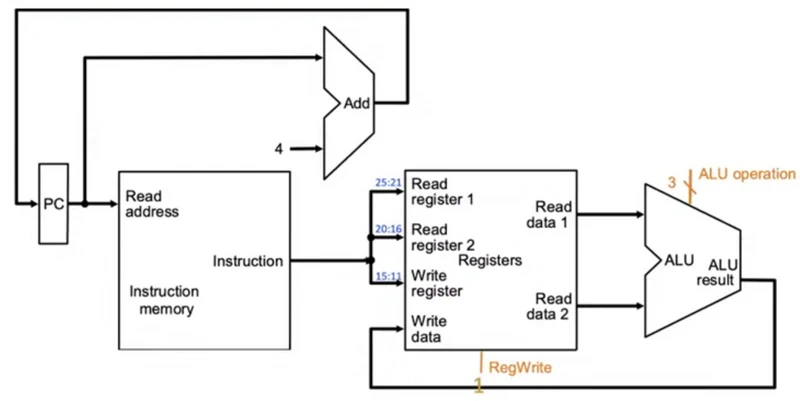 Add
4
PC
Read
address
Instruction
Instruction
memory
25:21
Read
register 1
20:16
Read
register 2
Registers
15:11
Write
register
Write
data
Read
data 1
Read
data 2
RegWrite
1
3
ALU operation
ALU
ALU
result